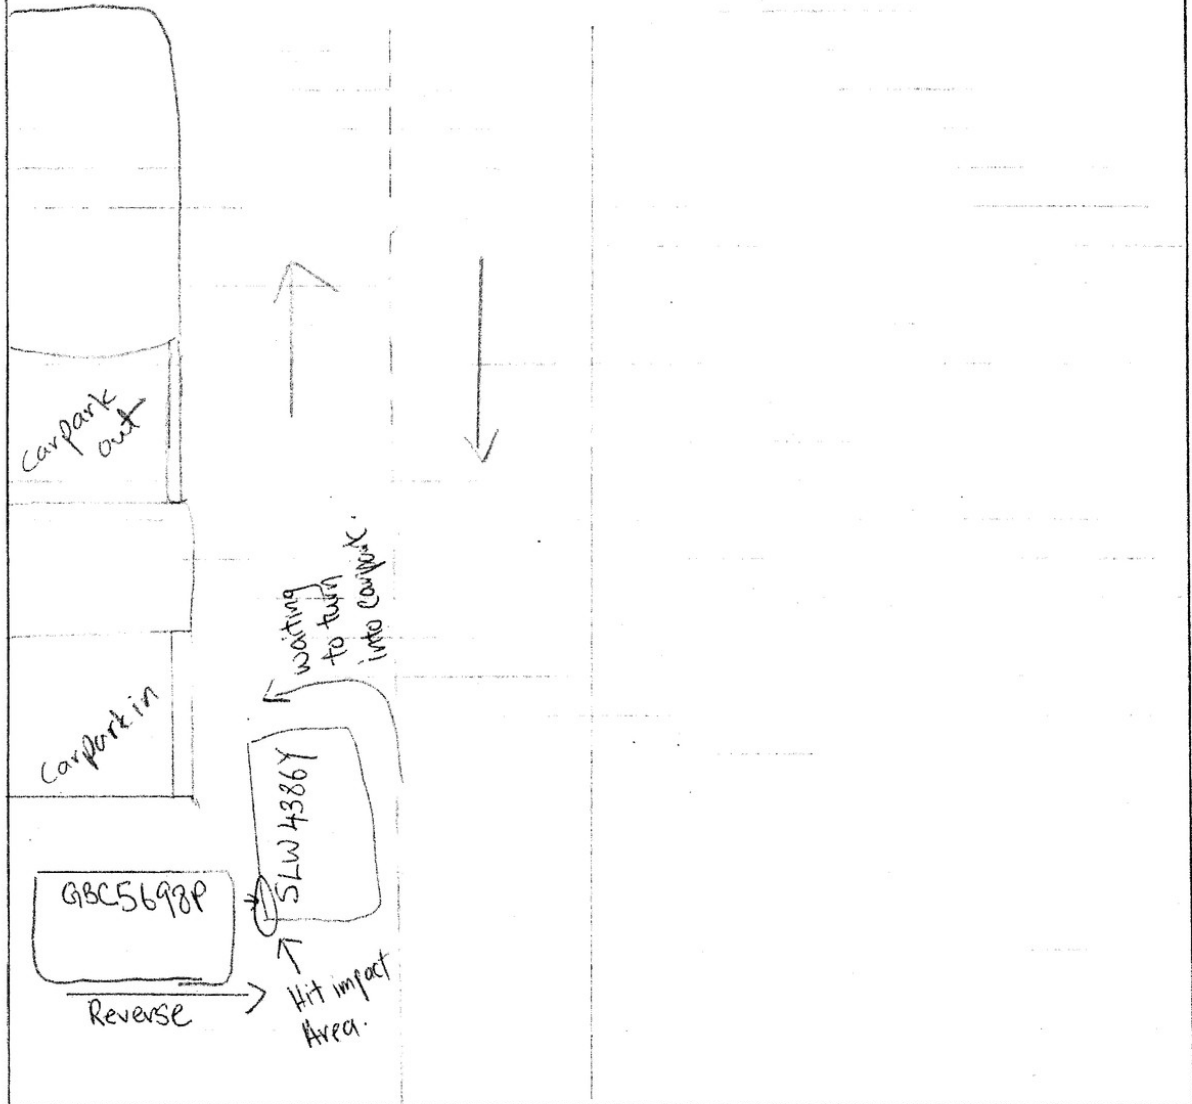 carpark
out
waiting
to turn
into carpark.
carpark in
SLW 4386Y
GBC5698P
Reverse
Hit impact
Area.